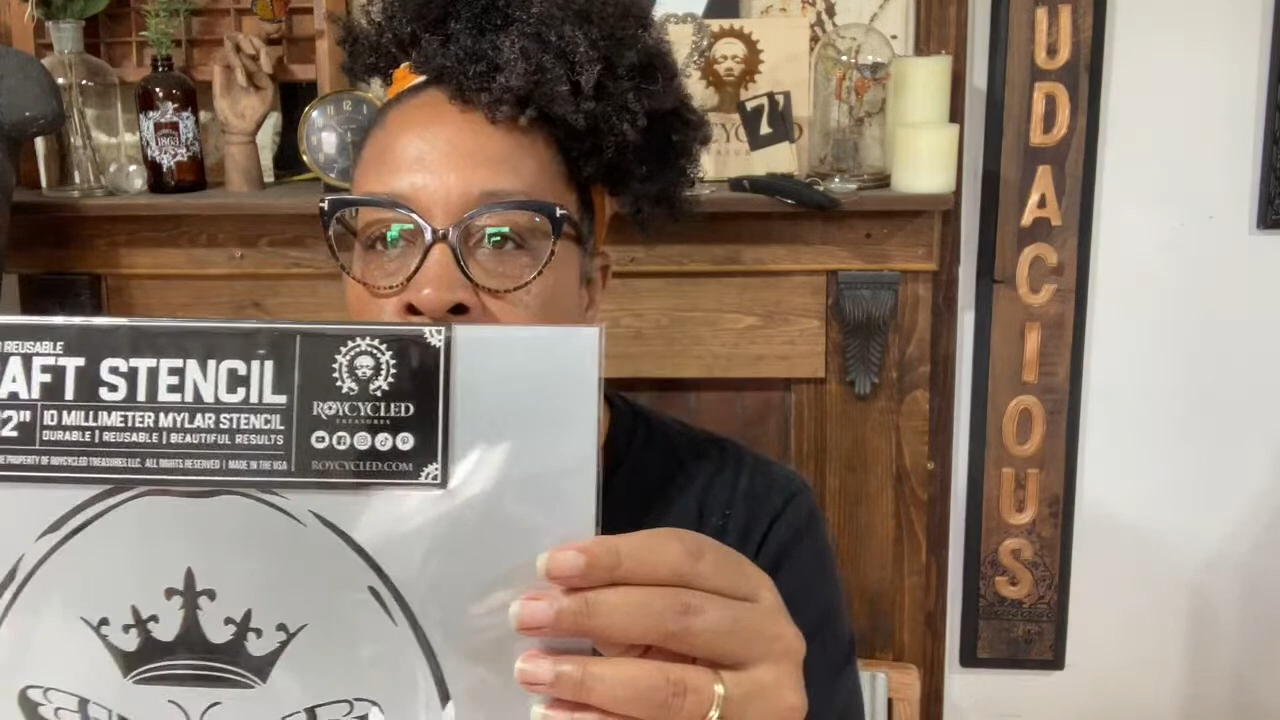 REUSABLE
AFT STENCIL
2" | 10 MILLIMETER MYLAR STENCIL
DURABLE | REUSABLE | BEAUTIFUL RESULTS
PROPERTY OF ROYCYCLED TREASURES LLC. ALL RIGHTS RESERVED | MADE IN THE USA
ROYCYCLED
TREASURES
ROYCYCLED.COM
UDACIOUS
1863
7